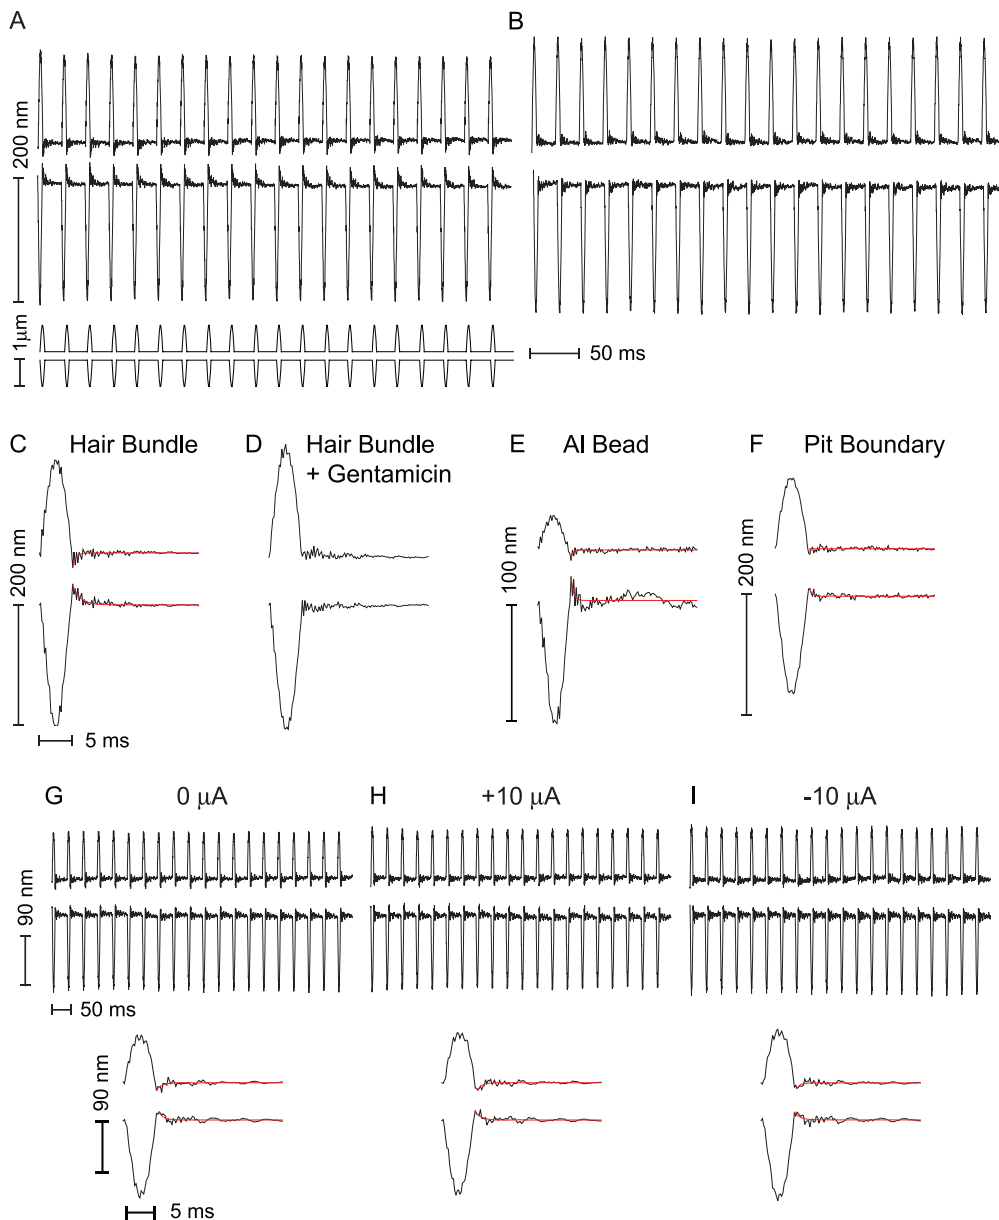 A
B
200 nm
1μm
50 ms
C Hair Bundle
D Hair Bundle
+ Gentamicin
E Al Bead
F Pit Boundary
200 nm
100 nm
200 nm
5 ms
G 0 μA
H +10 μA
I -10 μA
90 nm
50 ms
90 nm
5 ms